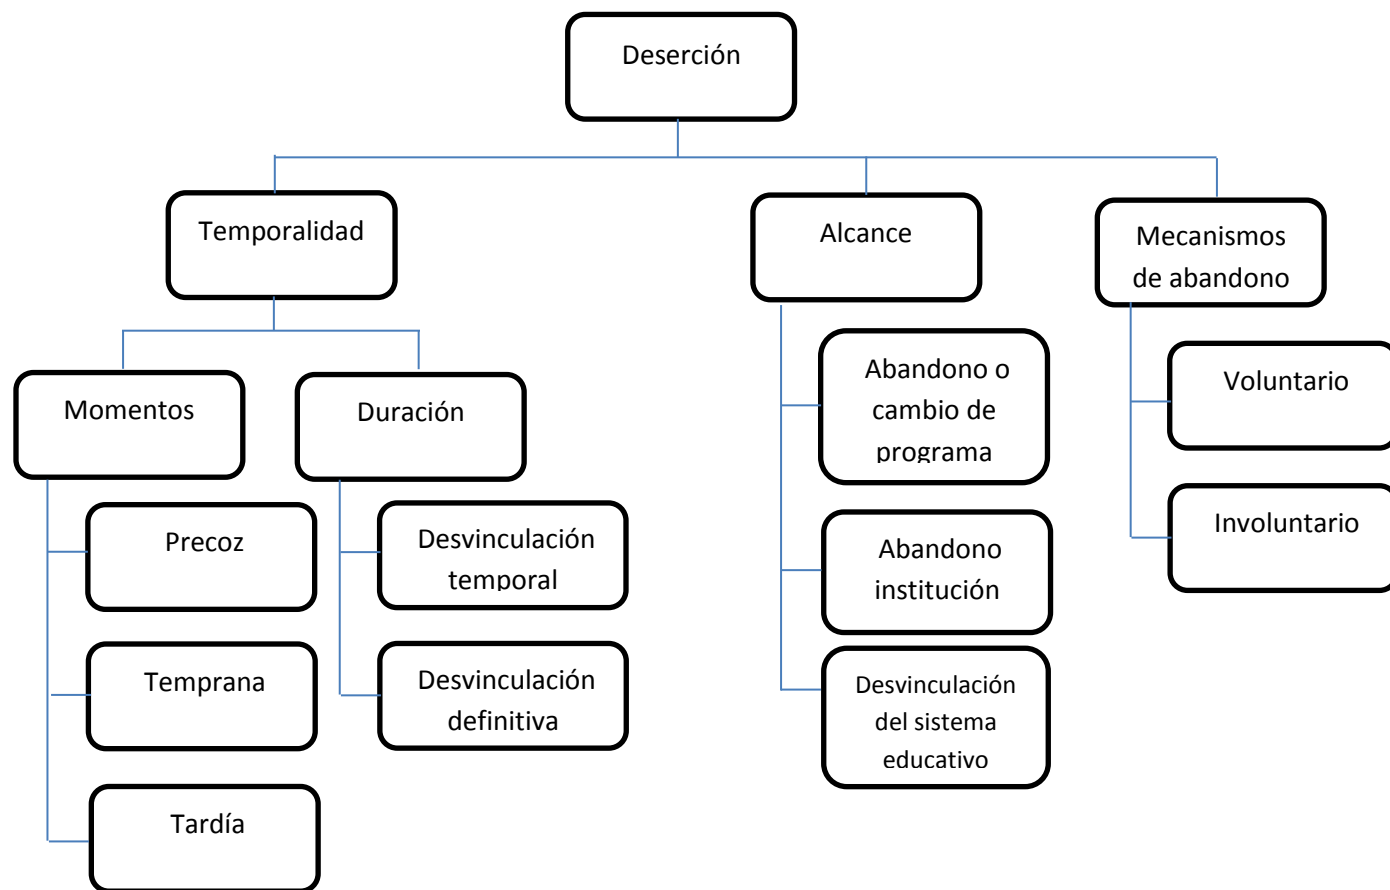 Deserción
Temporalidad
Alcance
Mecanismos
de abandono
Momentos
Duración
Precoz
Temprana
Tardía
Desvinculación
temporal
Desvinculación
definitiva
Abandono o
cambio de
programa
Abandono
institución
Desvinculación
del sistema
educativo
Voluntario
Involuntario